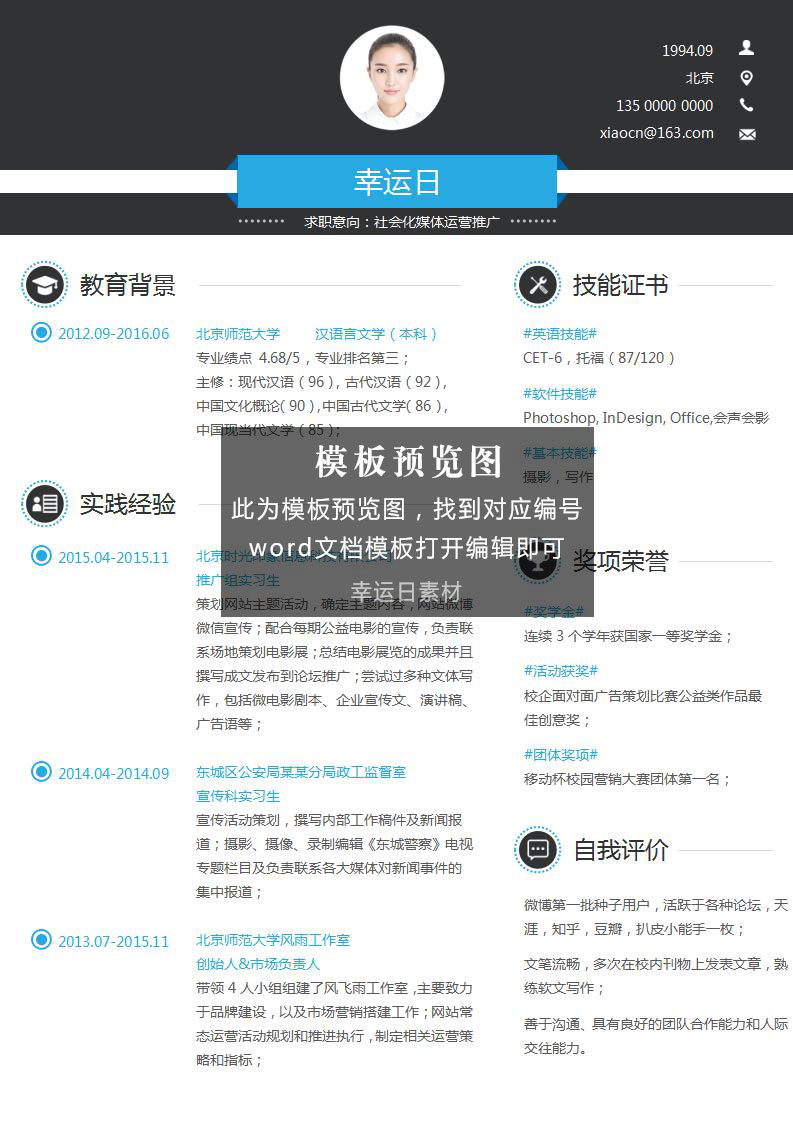 1994.09
北京
135 0000 0000
xiaocn@163.com
幸运日
求职意向：社会化媒体运营推广
教育背景
2012.09-2016.06
北京师范大学 汉语言文学（本科）
专业绩点 4.68/5，专业排名第三；
主修：现代汉语（96），古代汉语（92），
中国文化概论（90），中国古代文学（86），
中国现当代文学（85）；
实践经验
2015.04-2015.11
推广组实习生
策划网站主题活动，确定主题内容，网站微博
微信宣传；配合每期公益电影的宣传，负责联
系场地策划电影展；总结电影展览的成果并且
撰写成文发布到论坛推广；尝试过多种文体写
作，包括微电影剧本、企业宣传文、演讲稿、
广告语等；
2014.04-2014.09
东城区公安局某某分局政工监督室
宣传科实习生
宣传活动策划，撰写内部工作稿件及新闻报
道；摄影、摄像、录制编辑《东城警察》电视
专题栏目及负责联系各大媒体对新闻事件的
集中报道；
2013.07-2015.11
北京师范大学风雨工作室
创始人&市场负责人
带领 4 人小组组建了风飞雨工作室，主要致力
于品牌建设，以及市场营销搭建工作；网站常
态运营活动规划和推进执行，制定相关运营策
略和指标；
技能证书
#英语技能#
CET-6，托福（87/120）
#软件技能#
Photoshop, InDesign, Office,会声会影
#基本技能#
摄影，写作
奖项荣誉
#奖学金#
连续 3 个学年获国家一等奖学金；
#活动获奖#
校企面对面广告策划比赛公益类作品最
佳创意奖；
#团体奖项#
移动杯校园营销大赛团体第一名；
自我评价
微博第一批种子用户，活跃于各种论坛，天
涯，知乎，豆瓣，扒皮小能手一枚；
文笔流畅，多次在校内刊物上发表文章，熟
练软文写作；
善于沟通、具有良好的团队合作能力和人际
交往能力。
模板预览图
此为模板预览图，找到对应编号
word文档模板打开编辑即可
幸运日素材